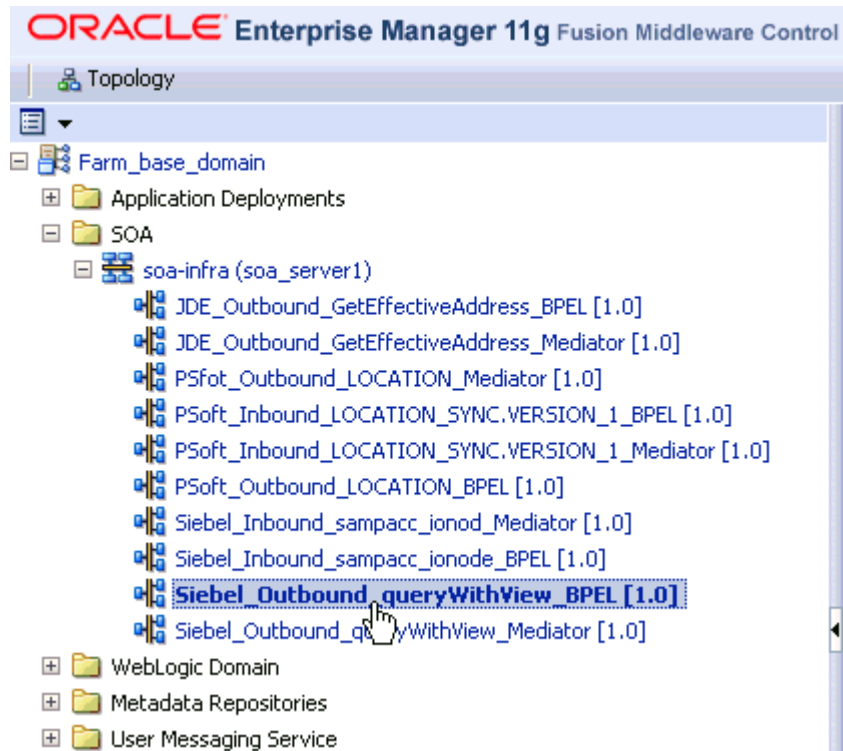 ORACLE Enterprise Manager 11g Fusion Middleware Control
Topology
Farm_base_domain
Application Deployments
SOA
soa-infra (soa_server1)
JDE_Outbound_GetEffectiveAddress_BPEL [1.0]
JDE_Outbound_GetEffectiveAddress_Mediator [1.0]
PSfot_Outbound_LOCATION_Mediator [1.0]
PSoft_Inbound_LOCATION_SYNC.VERSION_1_BPEL [1.0]
PSoft_Inbound_LOCATION_SYNC.VERSION_1_Mediator [1.0]
PSoft_Outbound_LOCATION_BPEL [1.0]
Siebel_Inbound_sampacc_ionod_Mediator [1.0]
Siebel_Inbound_sampacc_ionode_BPEL [1.0]
Siebel_Outbound_queryWithView_BPEL [1.0]
Siebel_Outbound_queryWithView_Mediator [1.0]
WebLogic Domain
Metadata Repositories
User Messaging Service